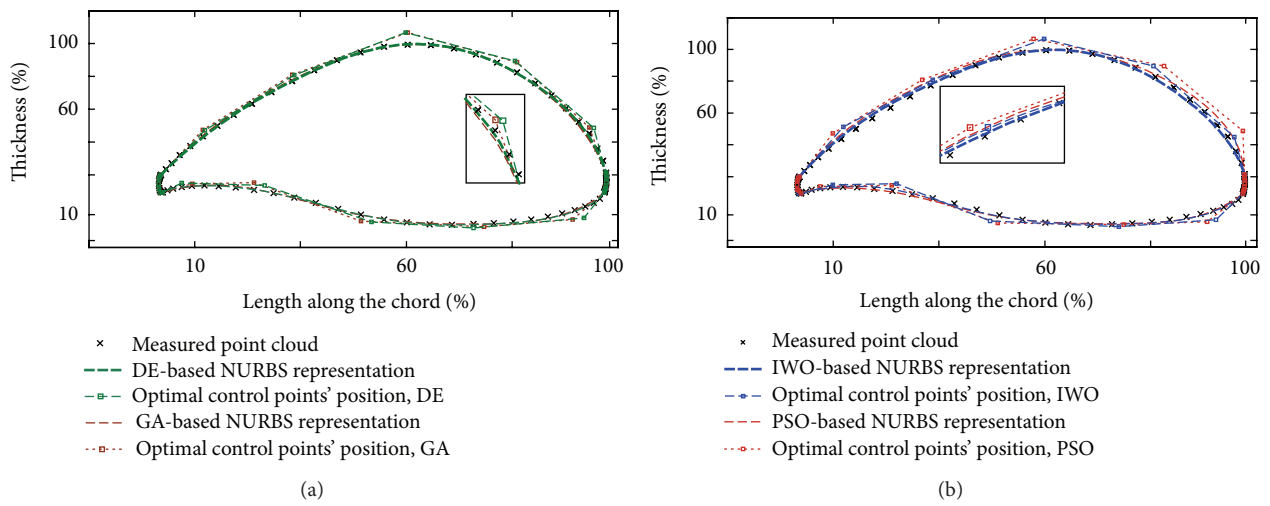 100
60
10
Thickness (%)
10
60
100
Length along the chord (%)
Measured point cloud
DE-based NURBS representation
Optimal control points’ position, DE
GA-based NURBS representation
Optimal control points’ position, GA
(a)
100
60
10
Thickness (%)
10
60
100
Length along the chord (%)
Measured point cloud
IWO-based NURBS representation
Optimal control points’ position, IWO
PSO-based NURBS representation
Optimal control points’ position, PSO
(b)